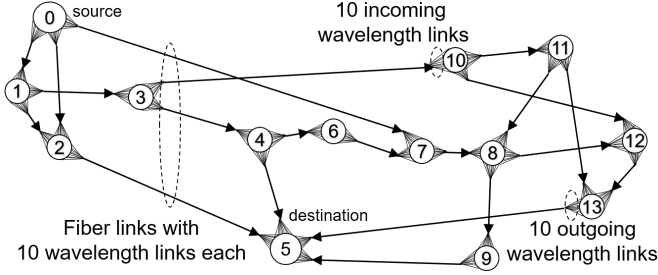 0 source
10 incoming
wavelength links
10
11
1
3
2
4
6
7
8
12
destination
13
Fiber links with
10 wavelength links each
5
10 outgoing
wavelength links
9